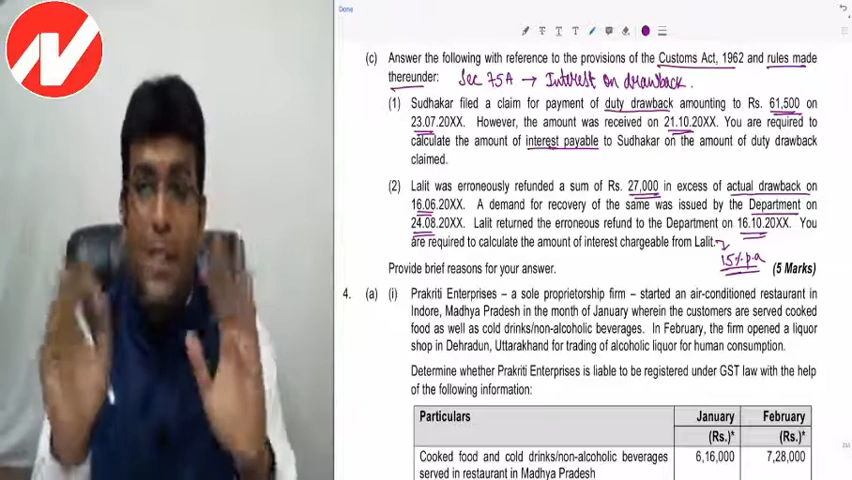 Done
(c) Answer the following with reference to the provisions of the Customs Act, 1962 and rules made
thereunder: Sec 75A → Interest on drawback.
(1) Sudhakar filed a claim for payment of duty drawback amounting to Rs. 61,500 on
23.07.20XX. However, the amount was received on 21.10.20XX. You are required to
calculate the amount of interest payable to Sudhakar on the amount of duty drawback
claimed.
(2) Lalit was erroneously refunded a sum of Rs. 27,000 in excess of actual drawback on
16.06.20XX. A demand for recovery of the same was issued by the Department on
24.08.20XX. Lalit returned the erroneous refund to the Department on 16.10.20XX. You
are required to calculate the amount of interest chargeable from Lalit.
15% p.a
Provide brief reasons for your answer. (5 Marks)
4. (a) (i) Prakriti Enterprises – a sole proprietorship firm – started an air-conditioned restaurant in
Indore, Madhya Pradesh in the month of January wherein the customers are served cooked
food as well as cold drinks/non-alcoholic beverages. In February, the firm opened a liquor
shop in Dehradun, Uttarakhand for trading of alcoholic liquor for human consumption.
Determine whether Prakriti Enterprises is liable to be registered under GST law with the help
of the following information:
Particulars January February
(Rs.)* (Rs.)*
Cooked food and cold drinks/non-alcoholic beverages 6,16,000 7,28,000
served in restaurant in Madhya Pradesh